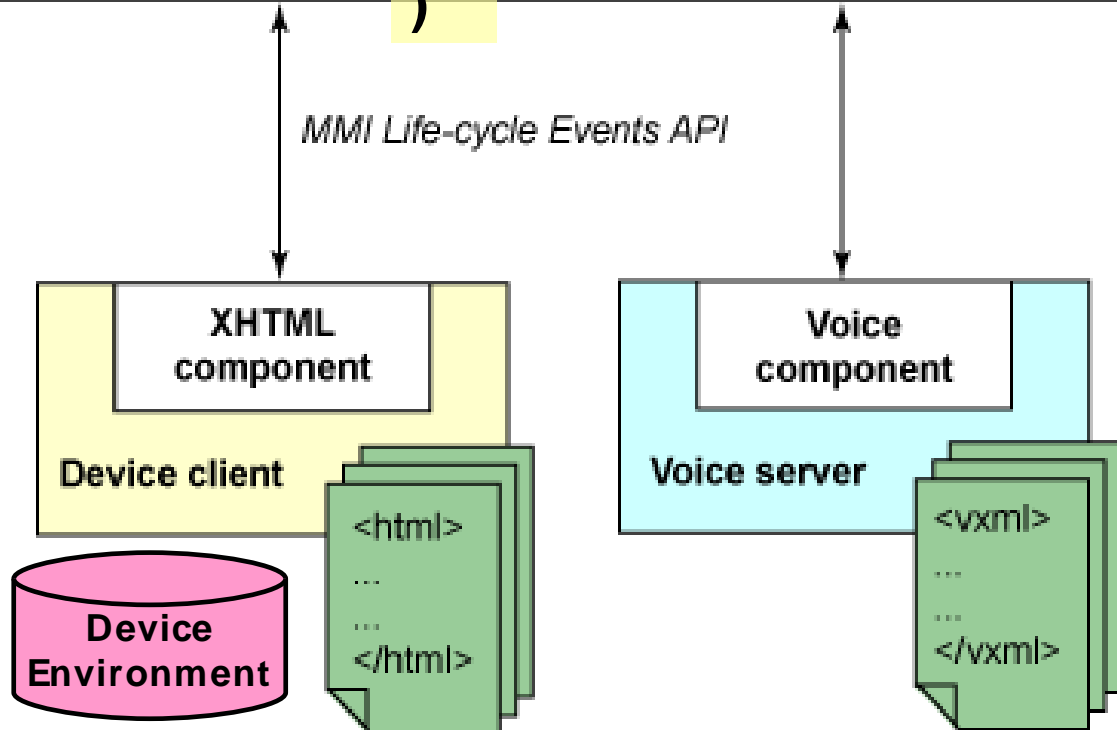 )
MMI Life-cycle Events API
XHTML
component
Voice
component
Device client
Voice server
<html>
...
...
</html>
<vxml>
...
...
</vxml>
Device
Environment